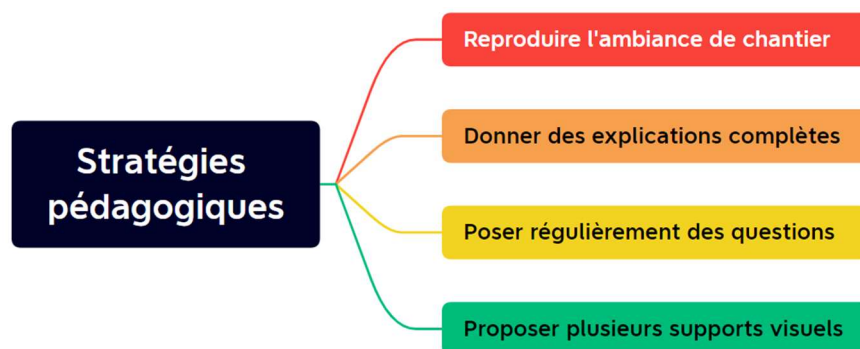 Stratégies
pédagogiques
Reproduire l'ambiance de chantier
Donner des explications complètes
Poser régulièrement des questions
Proposer plusieurs supports visuels